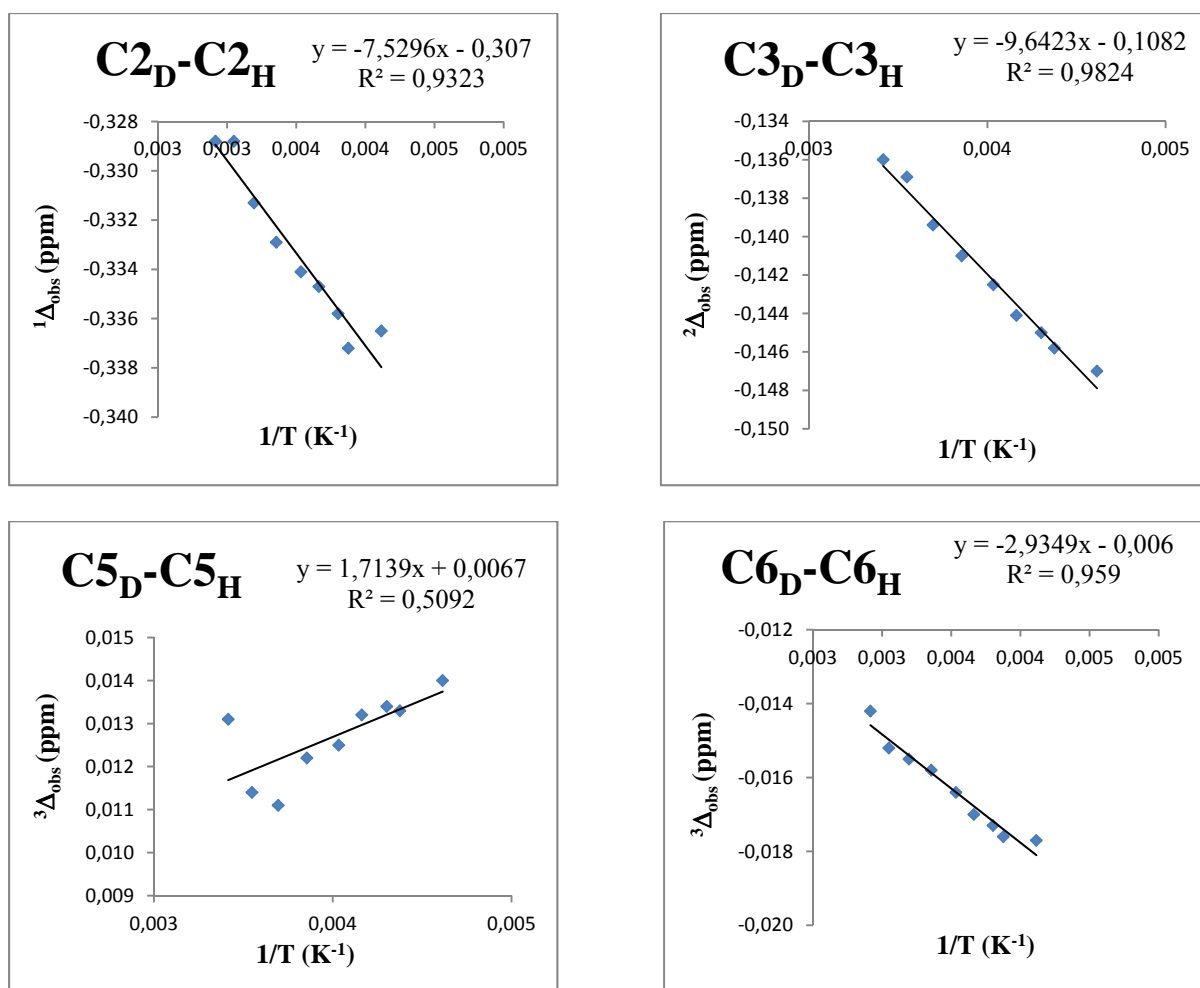 C2D-C2H
y = -7,5296x - 0,307
R² = 0,9323
-0,328
0,003 0,003 0,004 0,004 0,005 0,005
-0,330
-0,332
-0,334
-0,336
-0,338
-0,340
¹Δobs (ppm)
1/T (K-1)
C3D-C3H
y = -9,6423x - 0,1082
R² = 0,9824
-0,134
0,003 0,004 0,005
-0,136
-0,138
-0,140
-0,142
-0,144
-0,146
-0,148
-0,150
²Δobs (ppm)
1/T (K-1)
C5D-C5H
y = 1,7139x + 0,0067
R² = 0,5092
0,015
0,014
0,013
0,012
0,011
0,010
0,009
0,003 0,004 0,005
³Δobs (ppm)
1/T (K-1)
C6D-C6H
y = -2,9349x - 0,006
R² = 0,959
-0,012
0,003 0,003 0,004 0,004 0,005 0,005
-0,014
-0,016
-0,018
-0,020
³Δobs (ppm)
1/T (K-1)